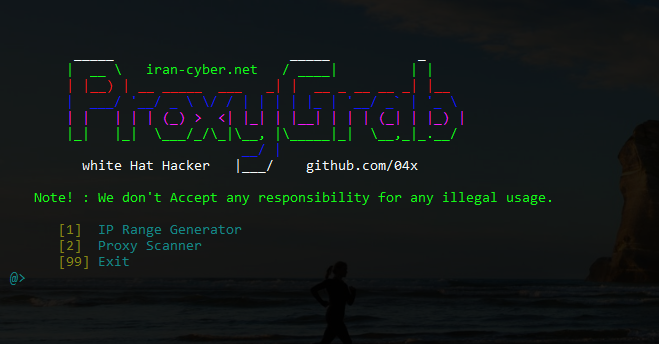 iran-cyber.net
ProxyGrab
white Hat Hacker github.com/04x
Note! : We don't Accept any responsibility for any illegal usage.
[1] IP Range Generator
[2] Proxy Scanner
[99] Exit
@>